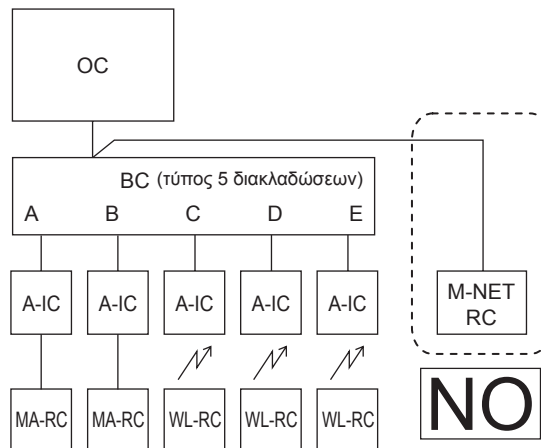 OC
BC (τύπος 5 διακλαδώσεων)
A B C D E
A-IC A-IC A-IC A-IC A-IC
M-NET
RC
MA-RC MA-RC WL-RC WL-RC WL-RC
NO